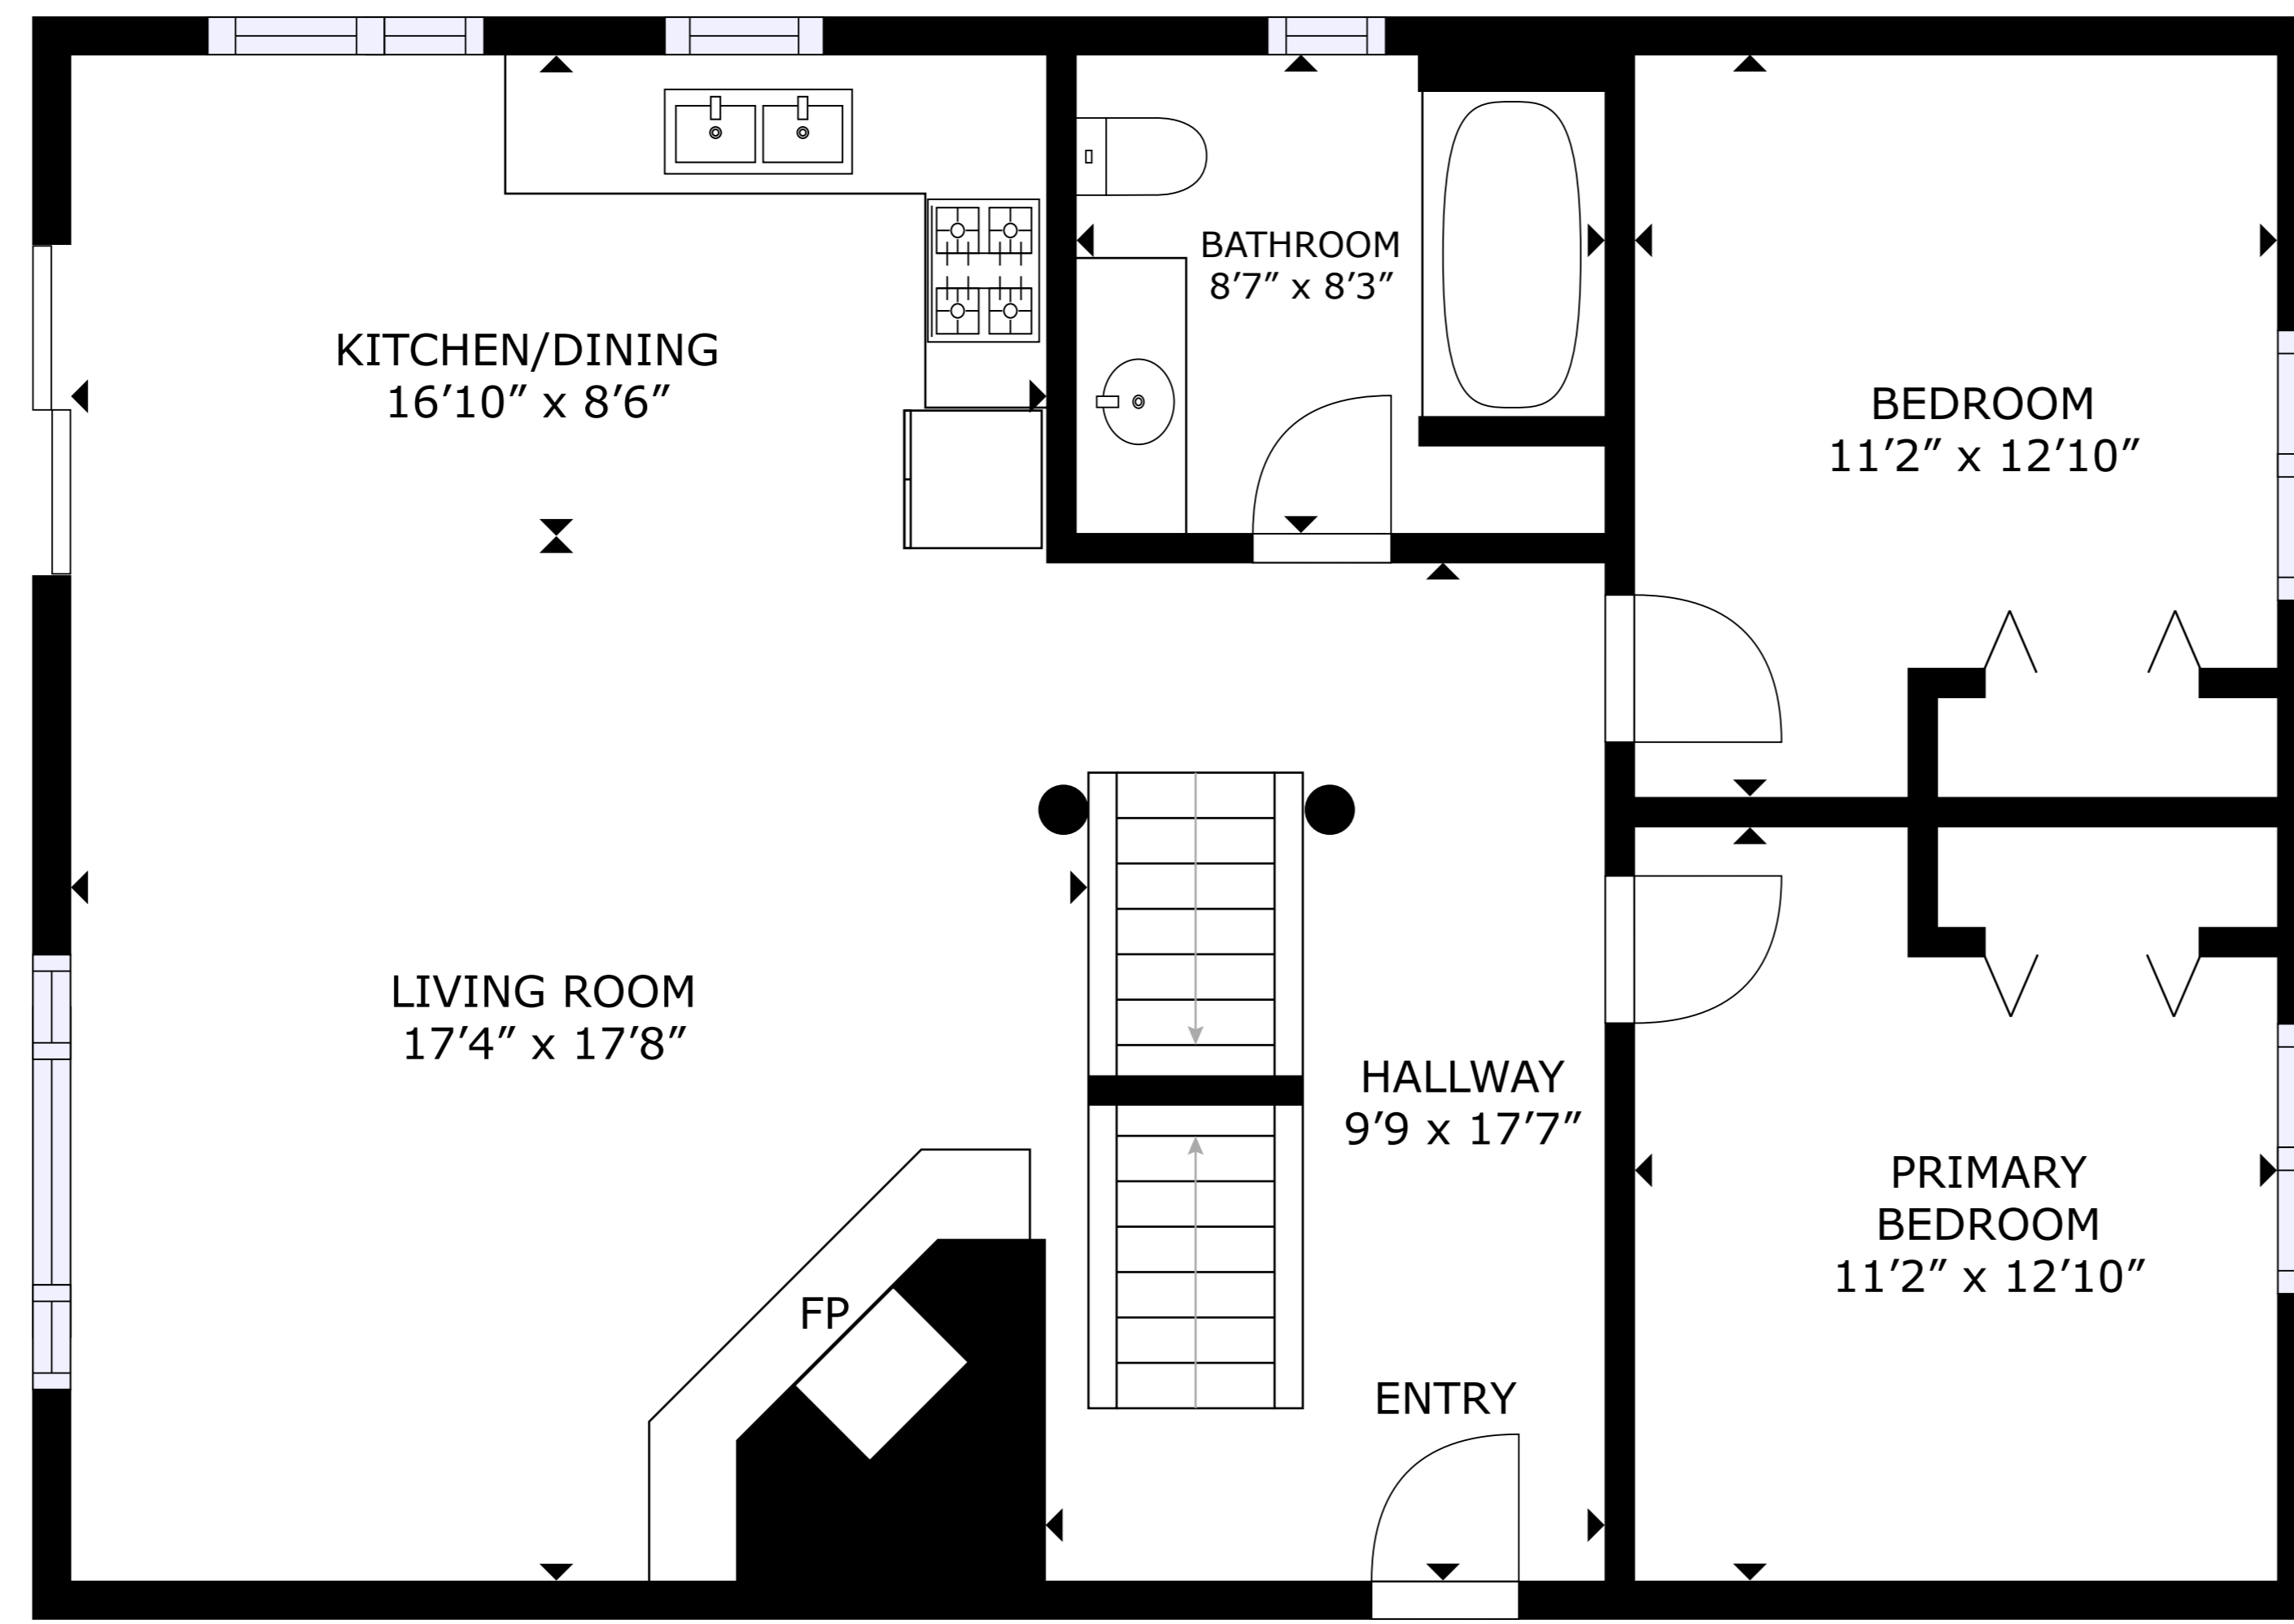 BATHROOM
8’7” x 8’3”
KITCHEN/DINING
16’10” x 8’6”
BEDROOM
11’2” x 12’10”
LIVING ROOM
17’4” x 17’8”
HALLWAY
9’9 x 17’7”
PRIMARY
BEDROOM
11’2” x 12’10”
FP
ENTRY